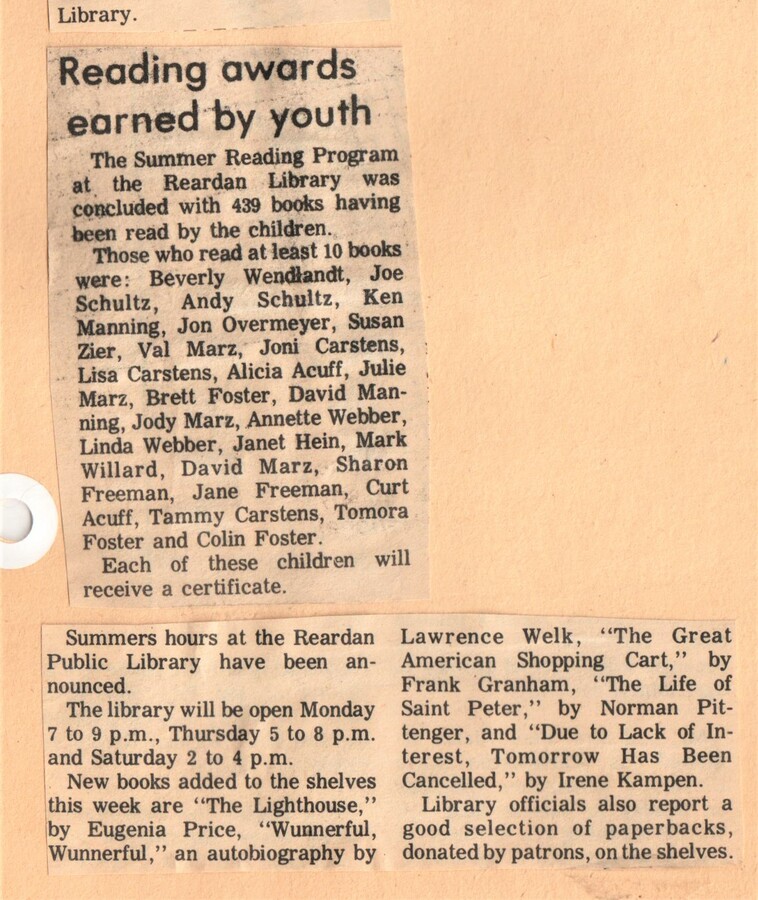 Library.
Reading awards
earned by youth
The Summer Reading Program
at the Reardan Library was
concluded with 439 books having
been read by the children.
Those who read at least 10 books
were: Beverly Wendlandt, Joe
Schultz, Andy Schultz, Ken
Manning, Jon Overmeyer, Susan
Zier, Val Marz, Joni Carstens,
Lisa Carstens, Alicia Acuff, Julie
Marz, Brett Foster, David Man-
ning, Jody Marz, Annette Webber,
Linda Webber, Janet Hein, Mark
Willard, David Marz, Sharon
Freeman, Jane Freeman, Curt
Acuff, Tammy Carstens, Tomora
Foster and Colin Foster.
Each of these children will
receive a certificate.
Summers hours at the Reardan
Public Library have been an-
nounced.
The library will be open Monday
7 to 9 p.m., Thursday 5 to 8 p.m.
and Saturday 2 to 4 p.m.
New books added to the shelves
this week are “The Lighthouse,”
by Eugenia Price, “Wunnerful,
Wunnerful,” an autobiography by
Lawrence Welk, “The Great
American Shopping Cart,” by
Frank Granham, “The Life of
Saint Peter,” by Norman Pit-
tenger, and “Due to Lack of In-
terest, Tomorrow Has Been
Cancelled,” by Irene Kampen.
Library officials also report a
good selection of paperbacks,
donated by patrons, on the shelves.